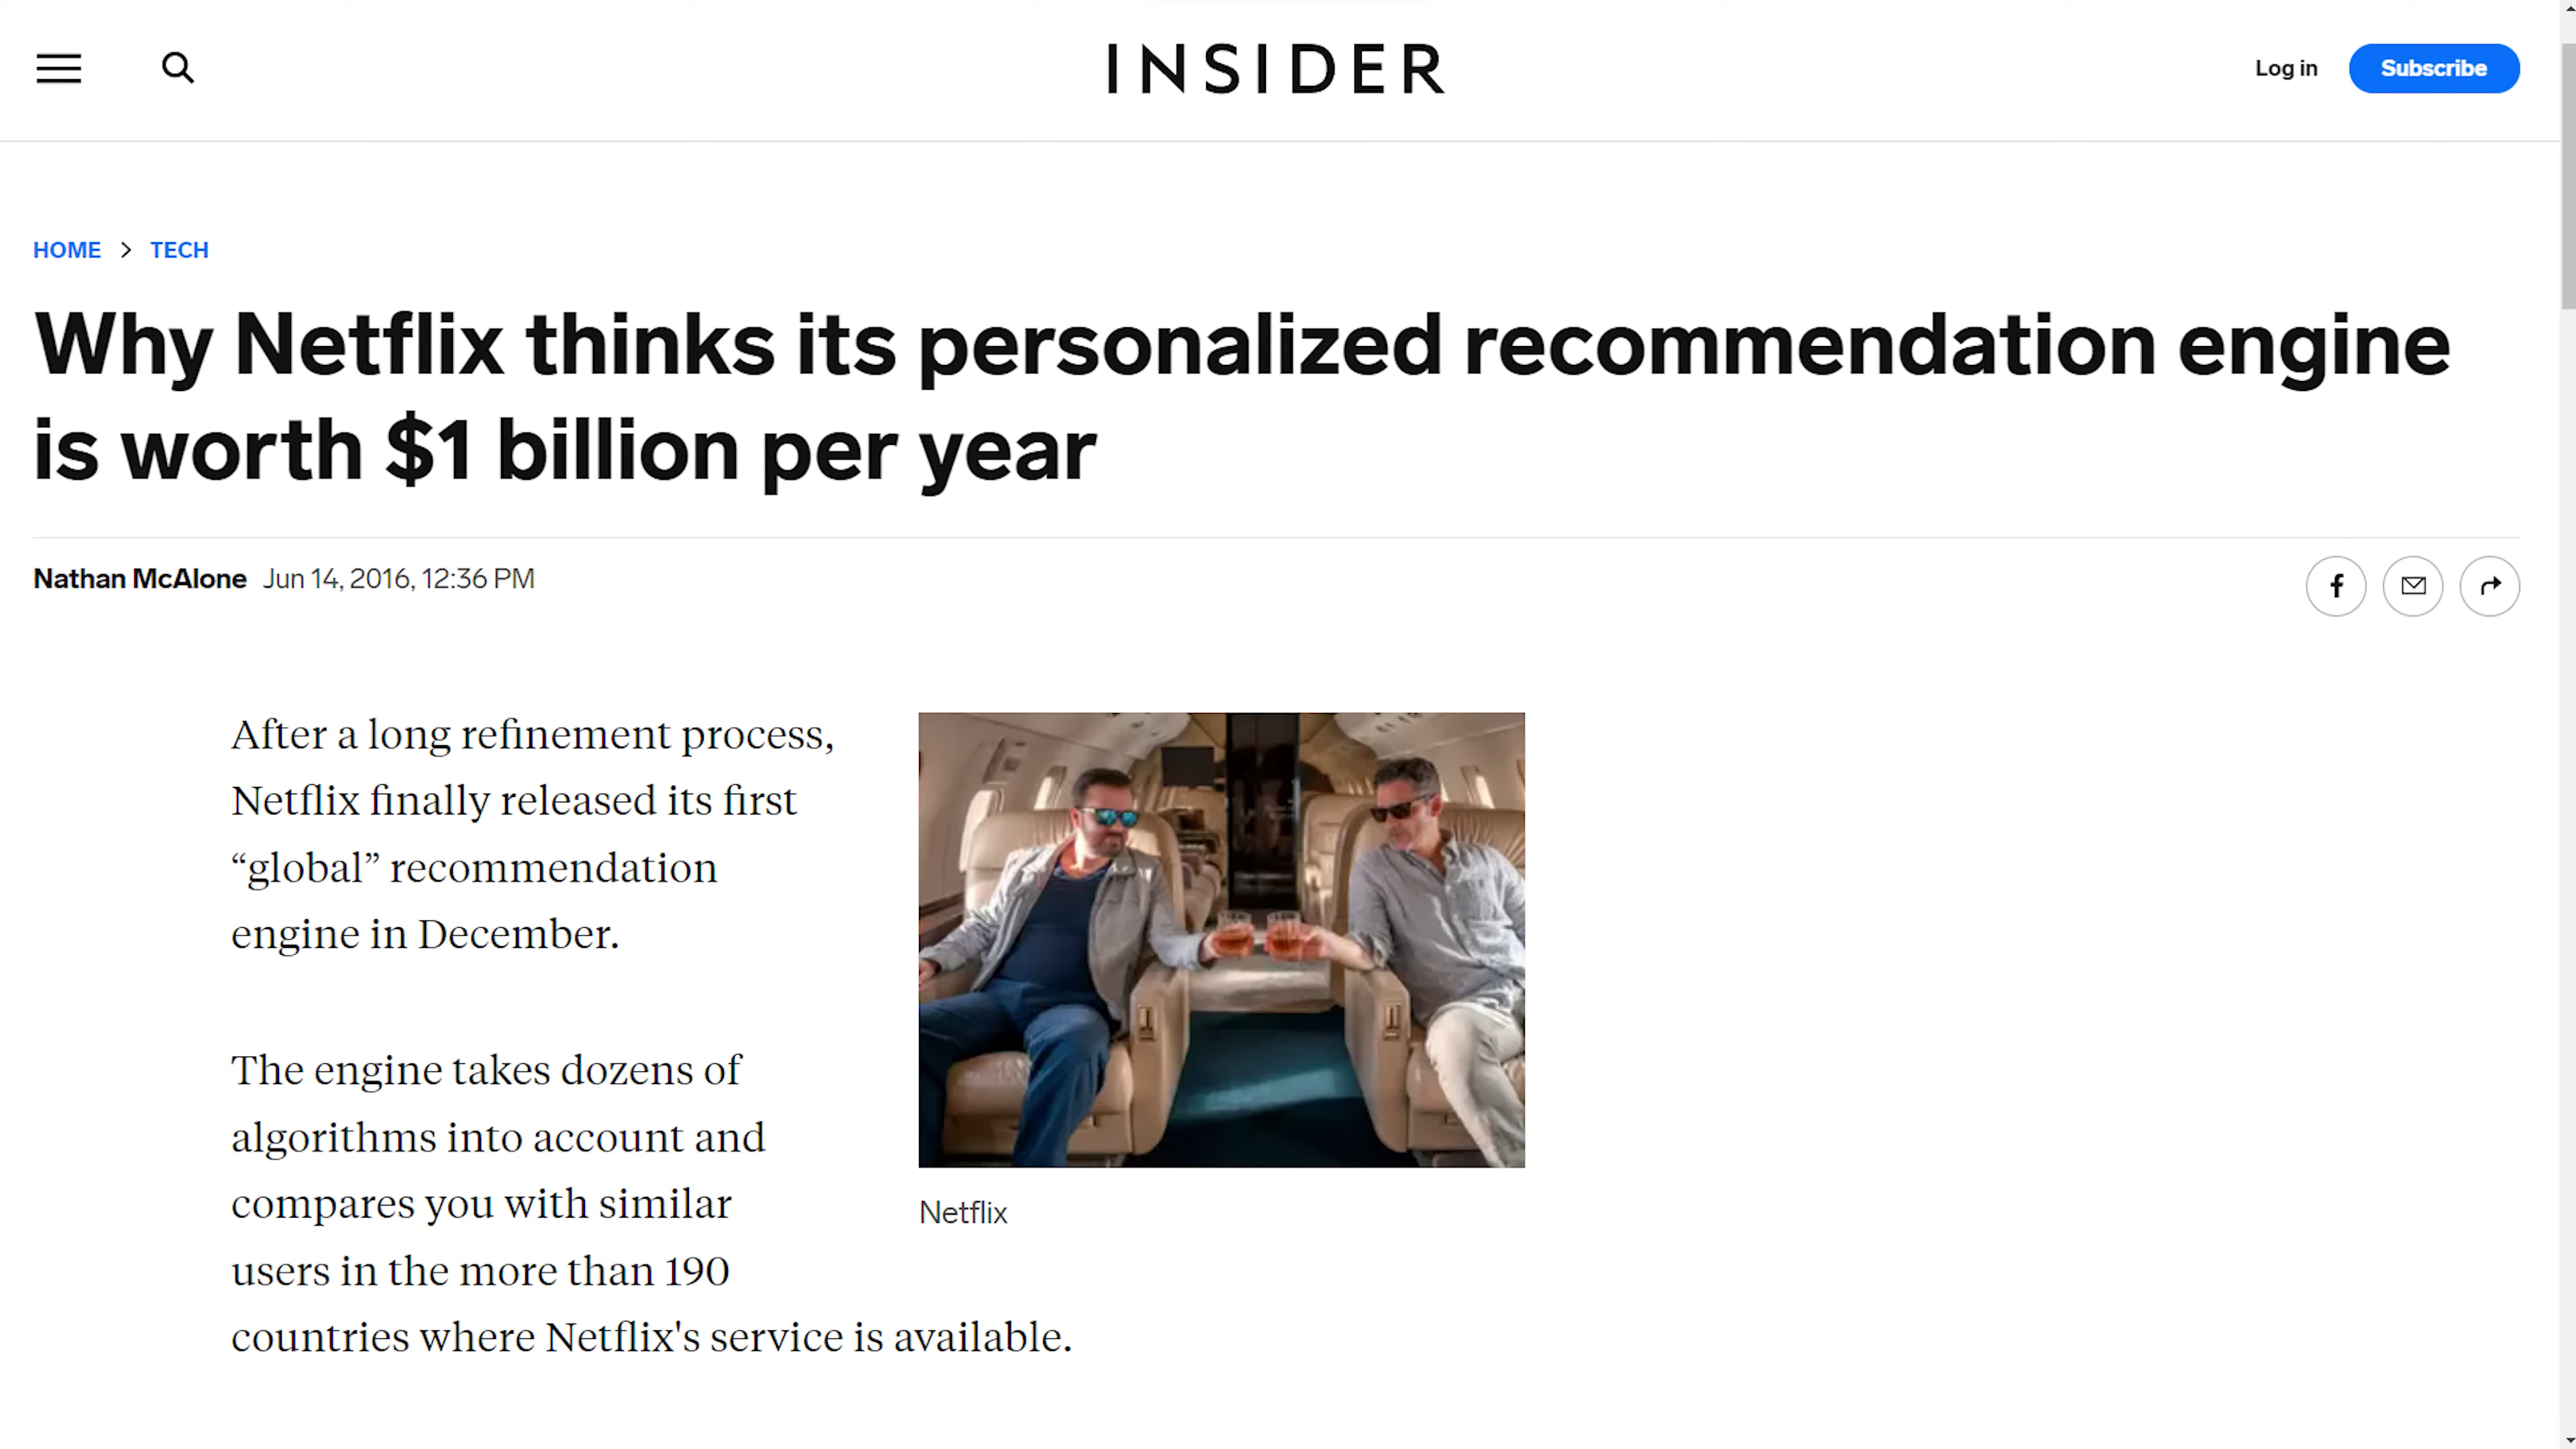 INSIDER
Log in
Subscribe
HOME > TECH
Why Netflix thinks its personalized recommendation engine
is worth $1 billion per year
Nathan McAlone Jun 14, 2016, 12:36 PM
After a long refinement process,
Netflix finally released its first
“global” recommendation
engine in December.
The engine takes dozens of
algorithms into account and
compares you with similar
users in the more than 190
countries where Netflix's service is available.
Netflix